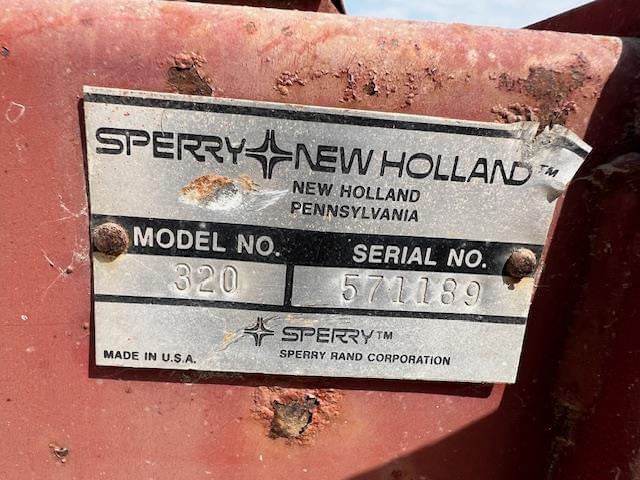 SPERRY NEW HOLLAND™
NEW HOLLAND
PENNSYLVANIA
MODEL NO. SERIAL NO.
320 571189
SPERRY™
MADE IN U.S.A. SPERRY RAND CORPORATION